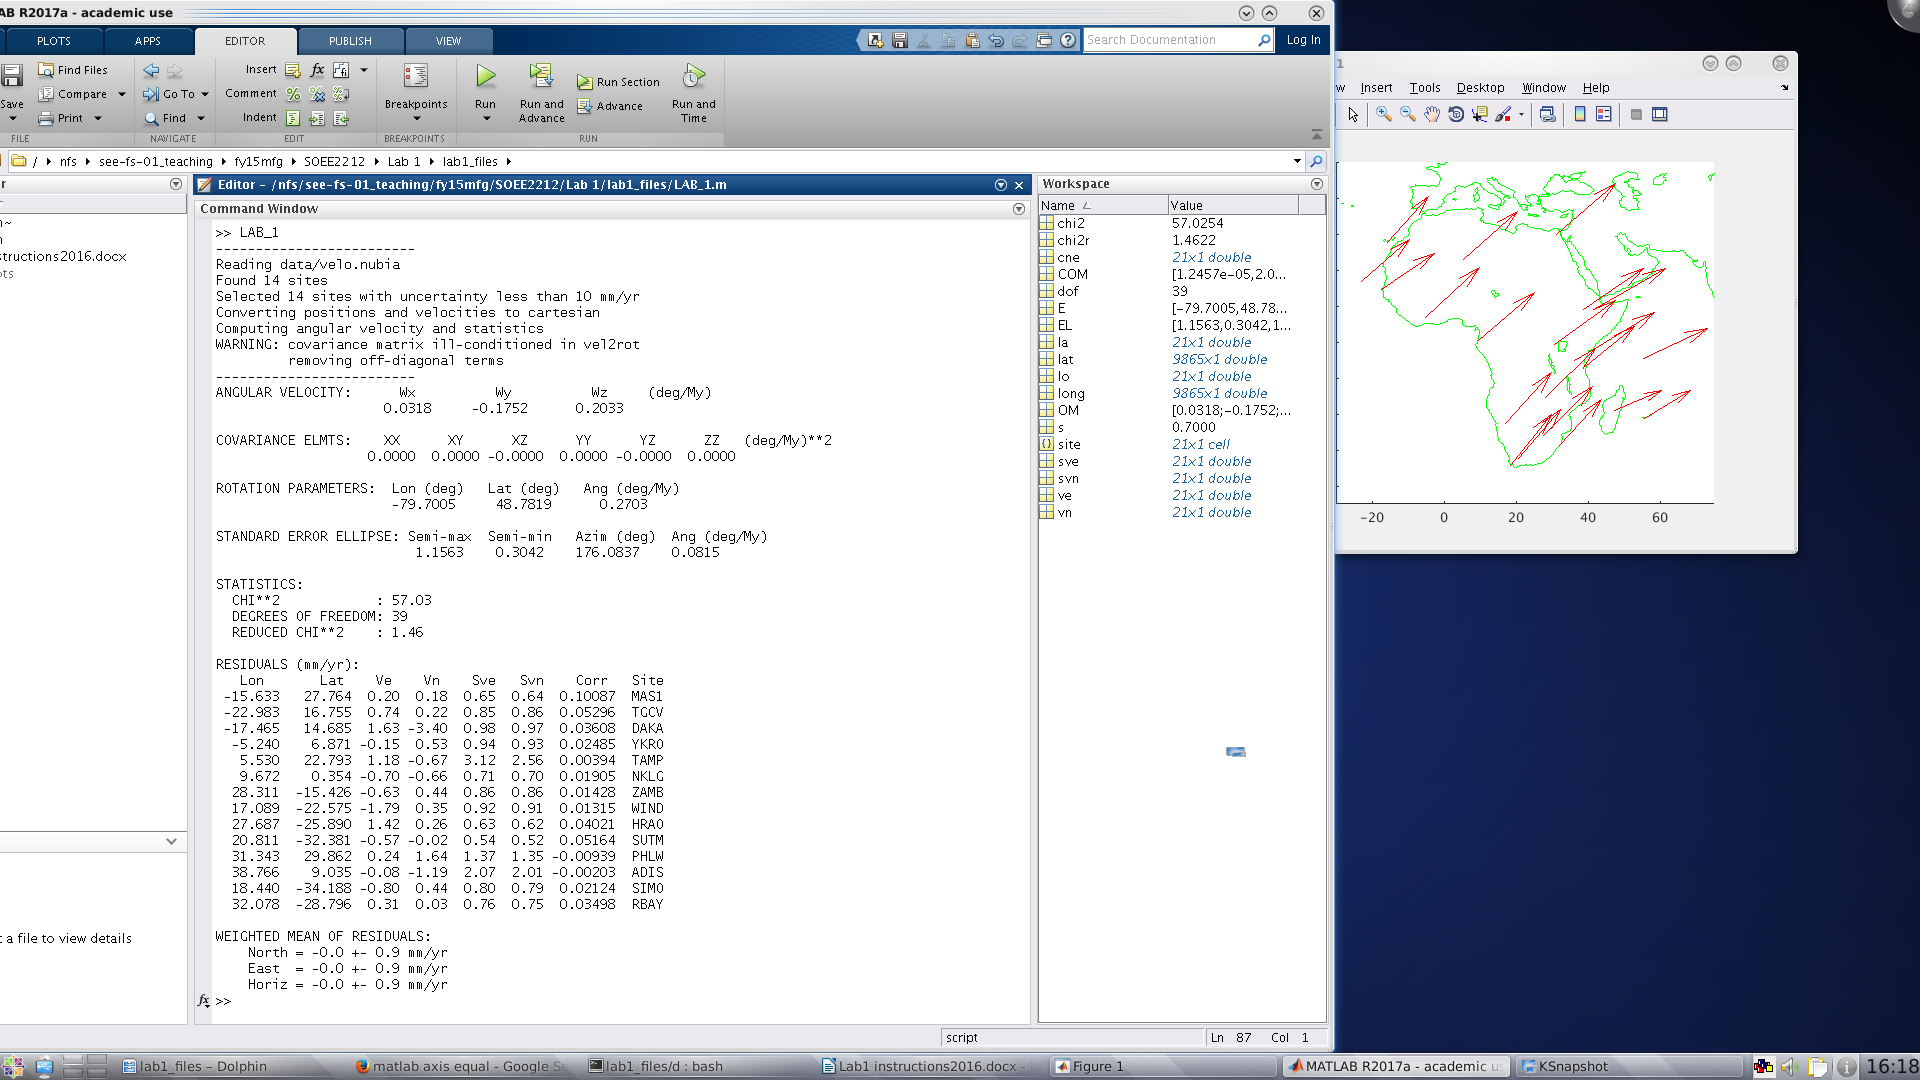 AB R2017a - academic use
PLOTS APPS EDITOR PUBLISH VIEW
Search Documentation Log In
Save Find Files Compare Print
Go To Find
Insert fx
Comment
Indent
Breakpoints Run Run and Advance Run Section Advance Run and Time
FILE NAVIGATE EDIT BREAKPOINTS RUN
/ nfs see-fs-01_teaching fy15mfg SOEE2212 Lab 1 lab1_files
r
Editor - /nfs/see-fs-01_teaching/fy15mfg/SOEE2212/Lab 1/lab1_files/LAB_1.m
Command Window
n~
n
structions2016.docx
ots
t a file to view details
>> LAB_1
-------------------------
Reading data/velo.nubia
Found 14 sites
Selected 14 sites with uncertainty less than 10 mm/yr
Converting positions and velocities to cartesian
Computing angular velocity and statistics
WARNING: covariance matrix ill-conditioned in vel2rot
removing off-diagonal terms
-------------------------
ANGULAR VELOCITY: Wx Wy Wz (deg/My)
0.0318 -0.1752 0.2033
COVARIANCE ELMTS: XX XY XZ YY YZ ZZ (deg/My)**2
0.0000 0.0000 -0.0000 0.0000 -0.0000 0.0000
ROTATION PARAMETERS: Lon (deg) Lat (deg) Ang (deg/My)
-79.7005 48.7819 0.2703
STANDARD ERROR ELLIPSE: Semi-max Semi-min Azim (deg) Ang (deg/My)
1.1563 0.3042 176.0837 0.0815
STATISTICS:
CHI**2 : 57.03
DEGREES OF FREEDOM: 39
REDUCED CHI**2 : 1.46
RESIDUALS (mm/yr):
Lon Lat Ve Vn Sve Svn Corr Site
-15.633 27.764 0.20 0.18 0.65 0.64 0.10087 MAS1
-22.983 16.755 0.74 0.22 0.85 0.86 0.05296 TGCV
-17.465 14.685 1.63 -3.40 0.98 0.97 0.03608 DAKA
-5.240 6.871 -0.15 0.53 0.94 0.93 0.02485 YKRO
5.530 22.793 1.18 -0.67 3.12 2.56 0.00394 TAMP
9.672 0.354 -0.70 -0.66 0.71 0.70 0.01905 NKLG
28.311 -15.426 -0.63 0.44 0.86 0.86 0.01428 ZAMB
17.089 -22.575 -1.79 0.35 0.92 0.91 0.01315 WIND
27.687 -25.890 1.42 0.26 0.63 0.62 0.04021 HRAO
20.811 -32.381 -0.57 -0.02 0.54 0.52 0.05164 SUTM
31.343 29.862 0.24 1.64 1.37 1.35 -0.00939 PHLW
38.766 9.035 -0.08 -1.19 2.07 2.01 -0.00203 ADIS
18.440 -34.188 -0.80 0.44 0.80 0.79 0.02124 SIMO
32.078 -28.796 0.31 0.03 0.76 0.75 0.03498 RBAY
WEIGHTED MEAN OF RESIDUALS:
North = -0.0 +- 0.9 mm/yr
East = -0.0 +- 0.9 mm/yr
Horiz = -0.0 +- 0.9 mm/yr
fx >>
Workspace
Name Value
chi2 57.0254
chi2r 1.4622
cne 21x1 double
COM [1.2457e-05,2.0...
dof 39
E [-79.7005,48.78...
EL [1.1563,0.3042,1...
la 21x1 double
lat 9865x1 double
lo 21x1 double
long 9865x1 double
OM [0.0318;-0.1752;...
s 0.7000
site 21x1 cell
sve 21x1 double
svn 21x1 double
ve 21x1 double
vn 21x1 double
script Ln 87 Col 1
1
w Insert Tools Desktop Window Help
-20 0 20 40 60
lab1_files - Dolphin
matlab axis equal - Google Se
lab1_files/d : bash
Lab1 instructions2016.docx -
Figure 1
MATLAB R2017a - academic us
KSnapshot
16:18